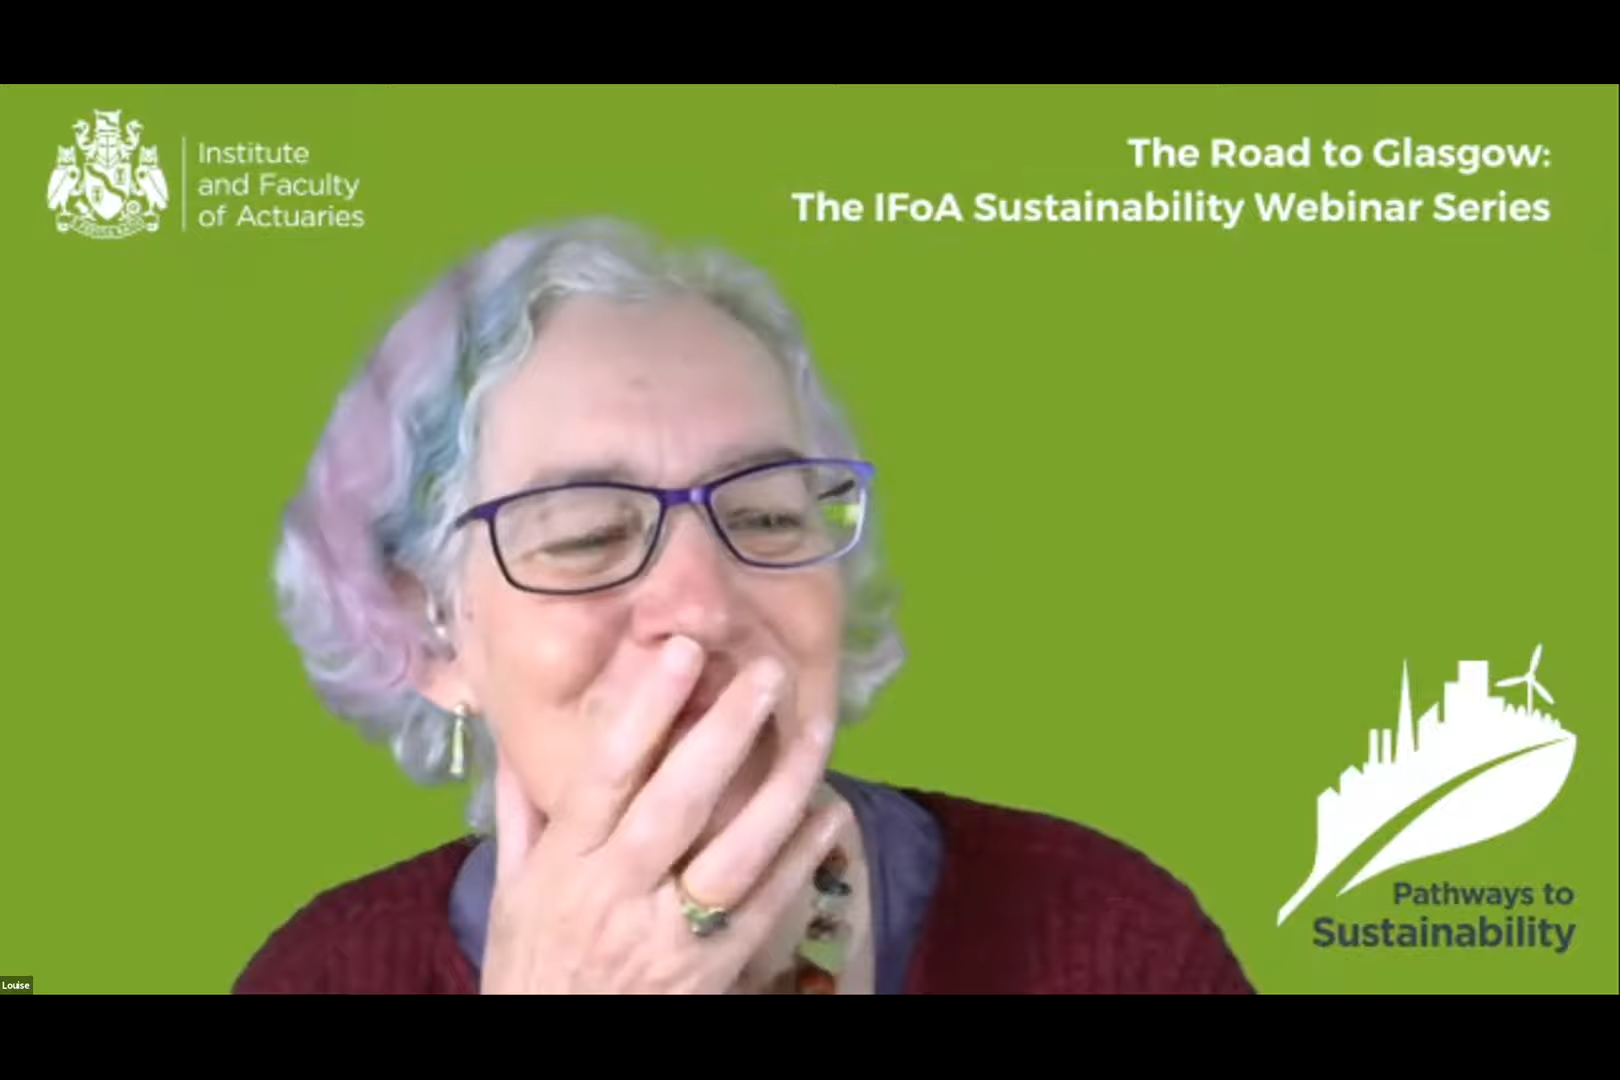 Institute
and Faculty
of Actuaries
The Road to Glasgow:
The IFoA Sustainability Webinar Series
Pathways to
Sustainability
Louise